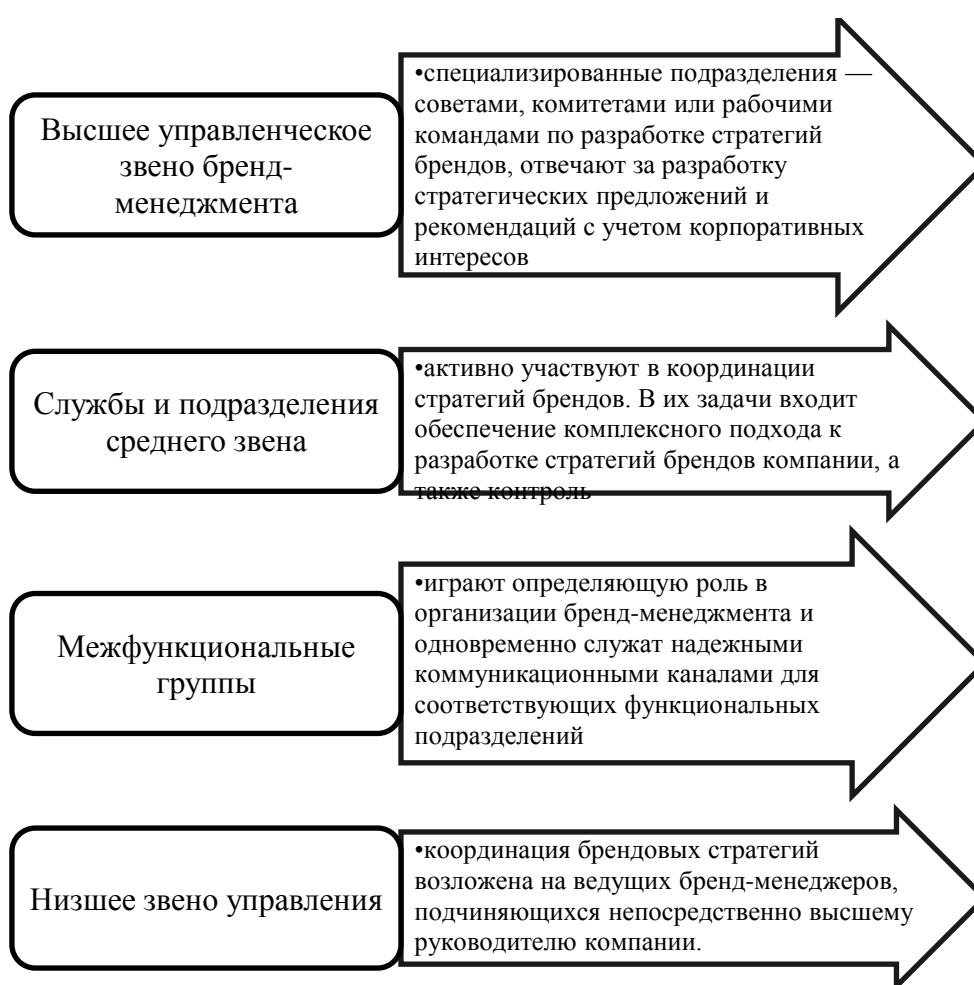 Высшее управленческое
звено бренд-
менеджмента
•специализированные подразделения —
советами, комитетами или рабочими
командами по разработке стратегий
брендов, отвечают за разработку
стратегических предложений и
рекомендаций с учетом корпоративных
интересов
Службы и подразделения
среднего звена
•активно участвуют в координации
стратегий брендов. В их задачи входит
обеспечение комплексного подхода к
разработке стратегий брендов компании, а
также контроль
Межфункциональные
группы
•играют определяющую роль в
организации бренд-менеджмента и
одновременно служат надежными
коммуникационными каналами для
соответствующих функциональных
подразделений
Низшее звено управления
•координация брендовых стратегий
возложена на ведущих бренд-менеджеров,
подчиняющихся непосредственно высшему
руководителю компании.